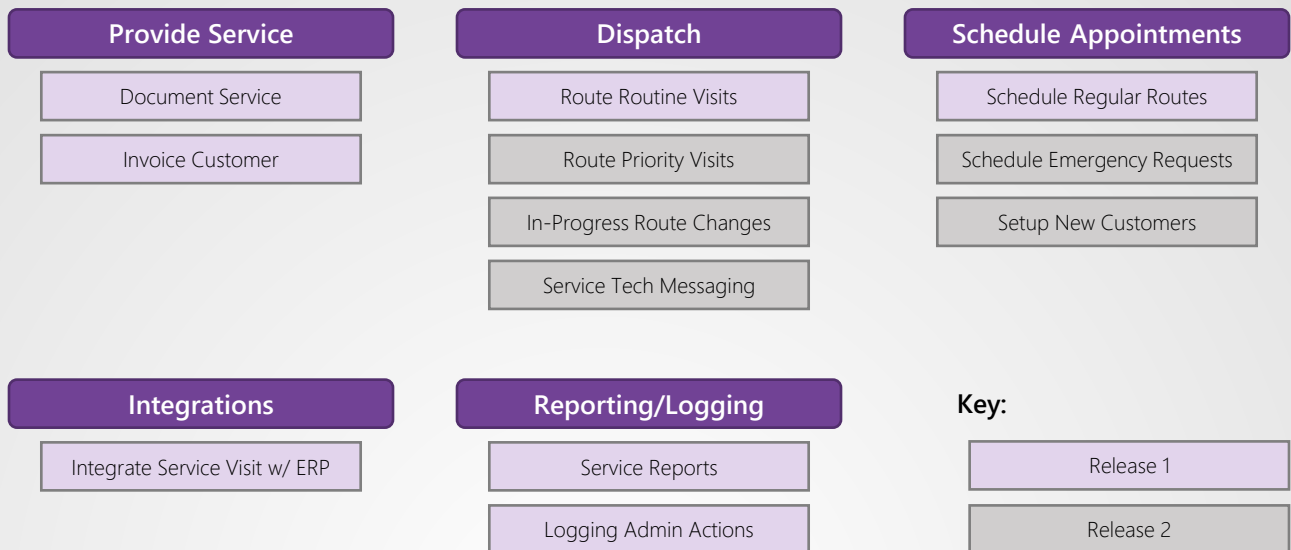 Provide Service
Document Service
Invoice Customer
Dispatch
Route Routine Visits
Route Priority Visits
In-Progress Route Changes
Service Tech Messaging
Schedule Appointments
Schedule Regular Routes
Schedule Emergency Requests
Setup New Customers
Integrations
Integrate Service Visit w/ ERP
Reporting/Logging
Service Reports
Logging Admin Actions
Key:
Release 1
Release 2